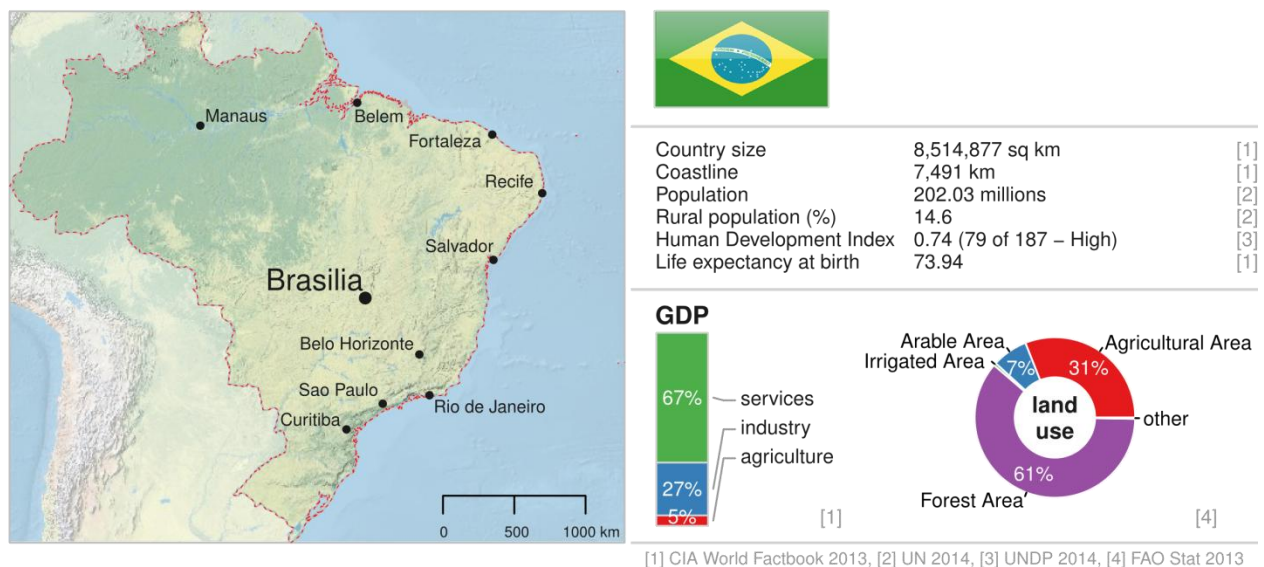 Manaus
Belem
Fortaleza
Recife
Salvador
Brasilia
Belo Horizonte
Sao Paulo
Rio de Janeiro
Curitiba
0 500 1000 km
Country size 8,514,877 sq km [1]
Coastline 7,491 km [1]
Population 202.03 millions [2]
Rural population (%) 14.6 [2]
Human Development Index 0.74 (79 of 187 – High) [3]
Life expectancy at birth 73.94 [1]
GDP
67% services
industry
agriculture
27%
5%
[1]
Arable Area
Agricultural Area
Irrigated Area
7%
31%
land
use
other
61%
Forest Area
[4]
[1] CIA World Factbook 2013, [2] UN 2014, [3] UNDP 2014, [4] FAO Stat 2013